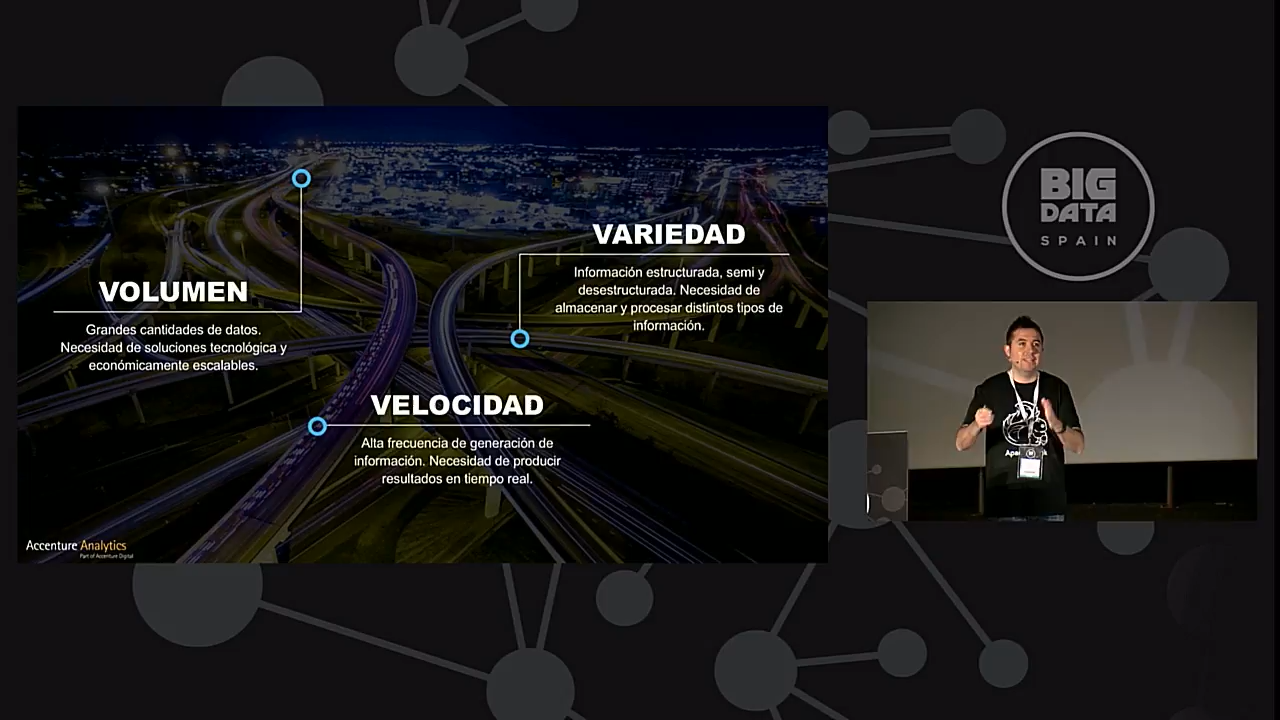 VOLUMEN
Grandes cantidades de datos.
Necesidad de soluciones tecnológica y
económicamente escalables.
VARIEDAD
Información estructurada, semi y
desestructurada. Necesidad de
almacenar y procesar distintos tipos de
información.
VELOCIDAD
Alta frecuencia de generación de
información. Necesidad de producir
resultados en tiempo real.
Accenture Analytics
Part of Accenture Digital
BIG
DATA
SPAIN